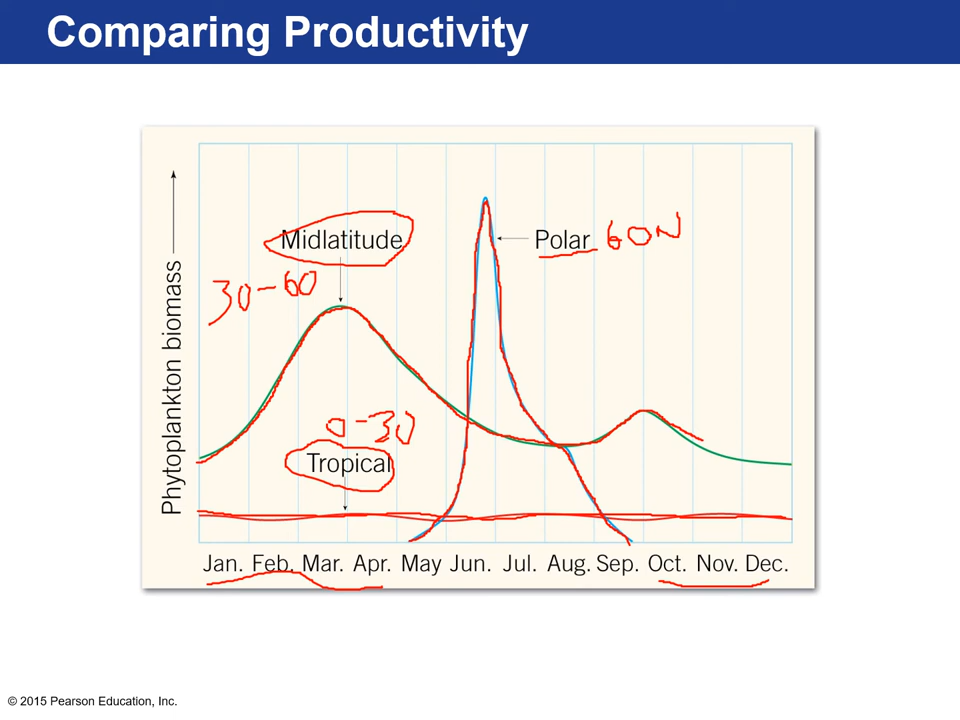 Comparing Productivity
Midlatitude
Polar 60N
30-60
Phytoplankton biomass
0-30
Tropical
Jan. Feb. Mar. Apr. May Jun. Jul. Aug. Sep. Oct. Nov. Dec.
© 2015 Pearson Education, Inc.